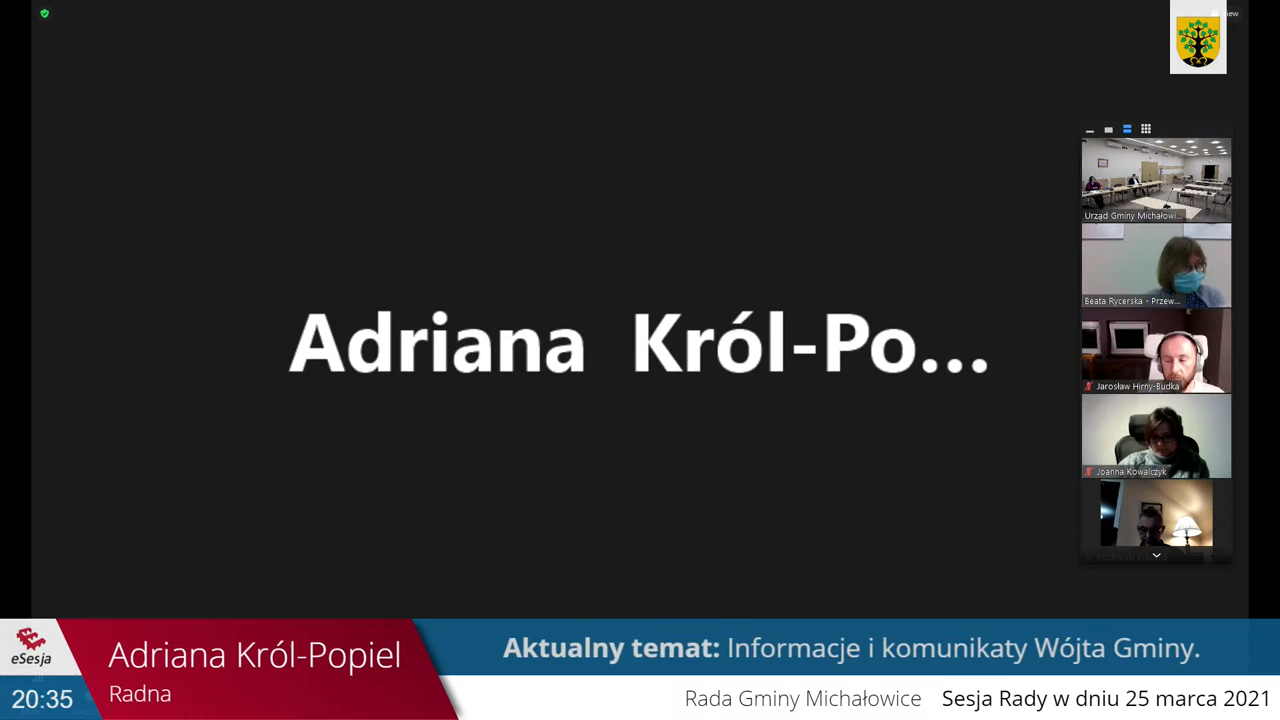 View
Urząd Gminy Michałowi...
Beata Rycerska - Przew...
Jarosław Hirny-Budka
Joanna Kowalczyk
Adriana Król-Po...
eSesja
Adriana Król-Popiel
Radna
20:35
Aktualny temat: Informacje i komunikaty Wójta Gminy.
Rada Gminy Michałowice Sesja Rady w dniu 25 marca 2021